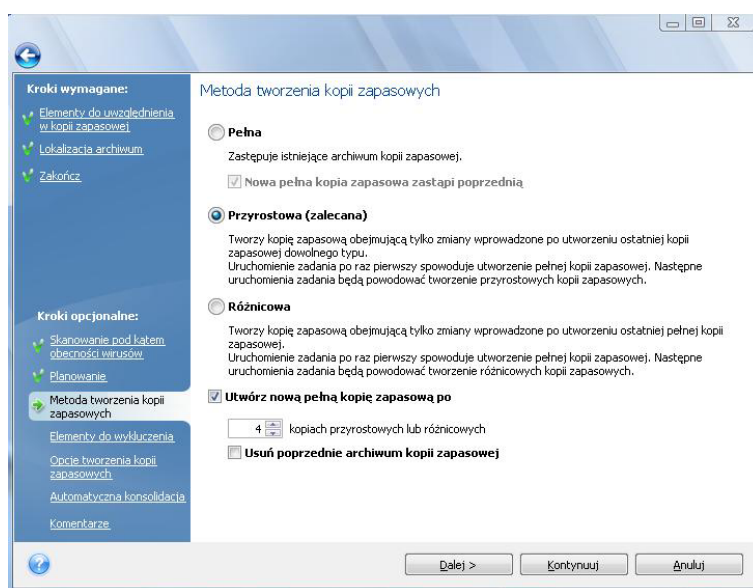 Kroki wymagane:
Elementy do uwzględnienia
w kopii zapasowej
Lokalizacja archiwum
Zakończ
Kroki opcjonalne:
Skanowanie pod kątem
obecności wirusów
Planowanie
Metoda tworzenia kopii
zapasowych
Elementy do wykluczenia
Opcje tworzenia kopii
zapasowych
Automatyczna konsolidacja
Komentarze
Metoda tworzenia kopii zapasowych
Pełna
Zastępuje istniejące archiwum kopii zapasowej.
Nowa pełna kopia zapasowa zastąpi poprzednią
Przyrostowa (zalecana)
Tworzy kopię zapasową obejmującą tylko zmiany wprowadzone po utworzeniu ostatniej kopii
zapasowej dowolnego typu.
Uruchomienie zadania po raz pierwszy spowoduje utworzenie pełnej kopii zapasowej. Następne
uruchomienia zadania będą powodować tworzenie przyrostowych kopii zapasowych.
Różnicowa
Tworzy kopię zapasową obejmującą tylko zmiany wprowadzone po utworzeniu ostatniej pełnej kopii
zapasowej.
Uruchomienie zadania po raz pierwszy spowoduje utworzenie pełnej kopii zapasowej. Następne
uruchomienia zadania będą powodować tworzenie różnicowych kopii zapasowych.
Utwórz nową pełną kopię zapasową po
4 kopiach przyrostowych lub różnicowych
Usuń poprzednie archiwum kopii zapasowej
Dalej > Kontynuuj Anuluj